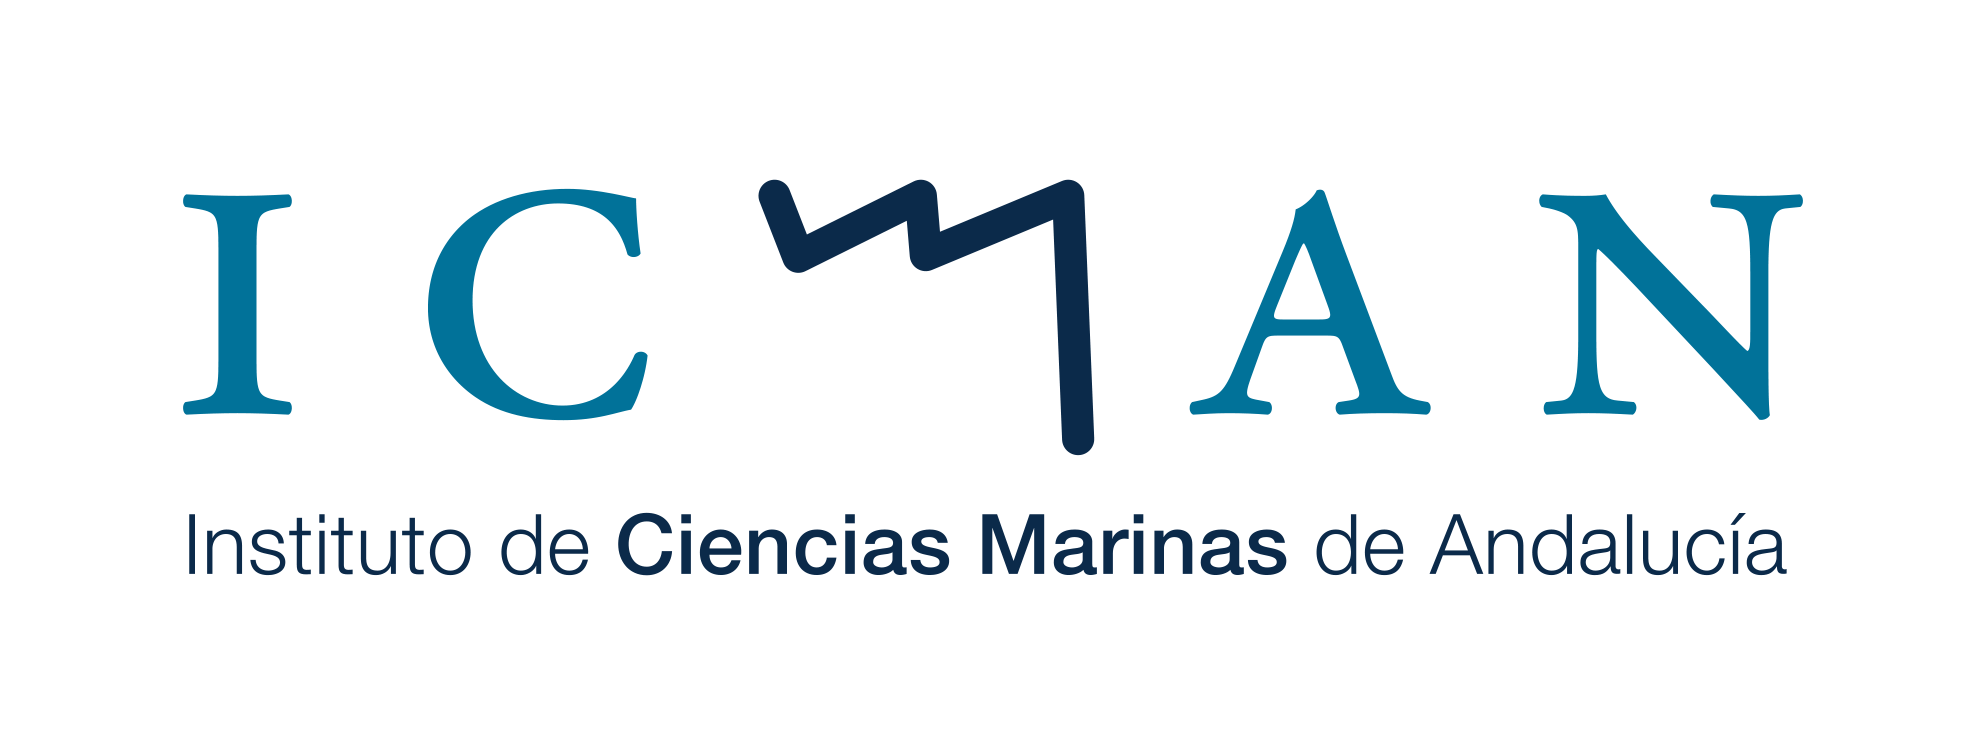 ICMAN
Instituto de Ciencias Marinas de Andalucía